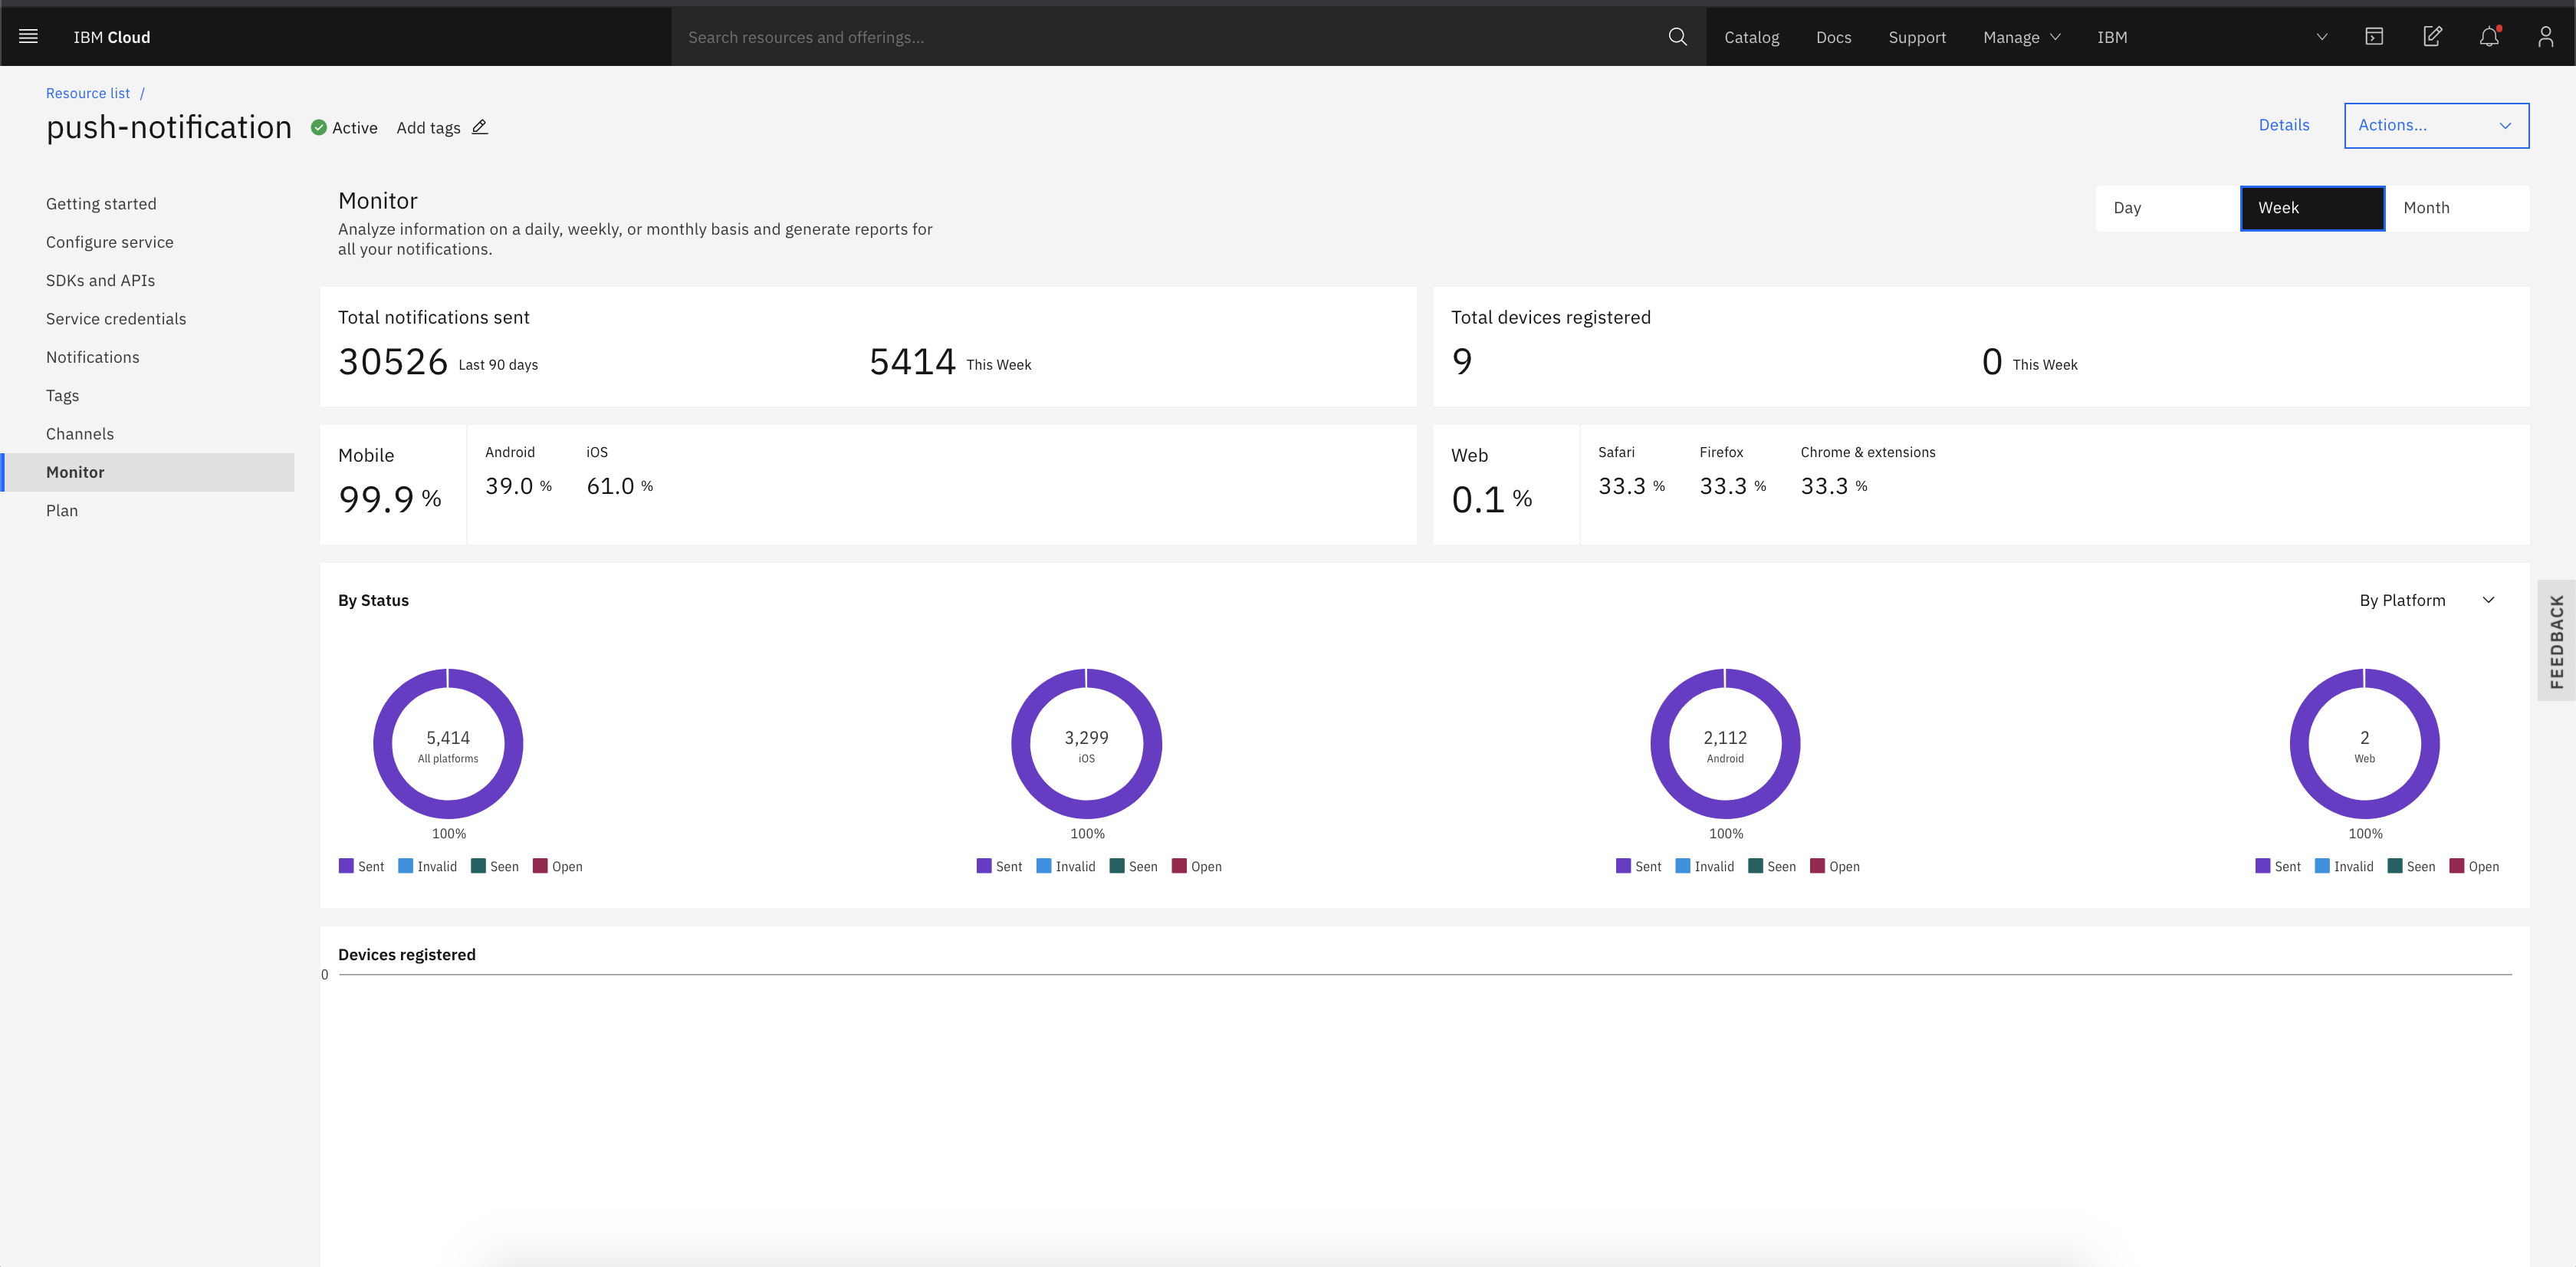 IBM Cloud
Search resources and offerings...
Catalog
Docs
Support
Manage
IBM
Resource list /
push-notification
Active
Add tags
Details
Actions...
Getting started
Configure service
SDKs and APIs
Service credentials
Notifications
Tags
Channels
Monitor
Plan
Monitor
Analyze information on a daily, weekly, or monthly basis and generate reports for
all your notifications.
Day
Week
Month
Total notifications sent
30526 Last 90 days
5414 This Week
Total devices registered
9
0 This Week
Mobile
99.9 %
Android
39.0 %
iOS
61.0 %
Web
0.1 %
Safari
33.3 %
Firefox
33.3 %
Chrome & extensions
33.3 %
By Status
By Platform
5,414
All platforms
100%
Sent Invalid Seen Open
3,299
iOS
100%
Sent Invalid Seen Open
2,112
Android
100%
Sent Invalid Seen Open
2
Web
100%
Sent Invalid Seen Open
FEEDBACK
Devices registered
0